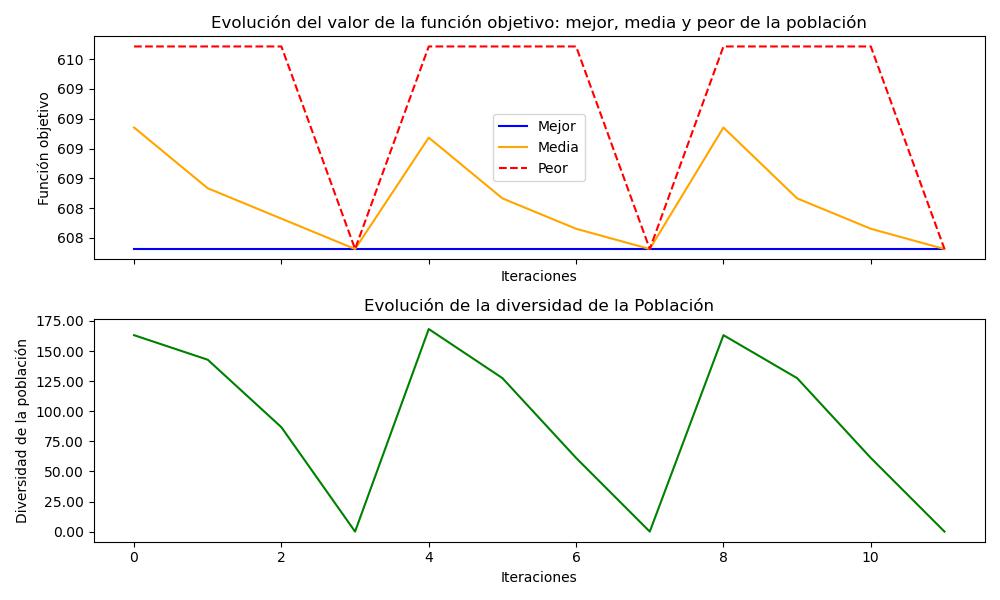 Evolución del valor de la función objetivo: mejor, media y peor de la población
Función objetivo
610
609
609
609
609
608
608
Mejor
Media
Peor
Iteraciones
Evolución de la diversidad de la Población
Diversidad de la población
175.00
150.00
125.00
100.00
75.00
50.00
25.00
0.00
0 2 4 6 8 10
Iteraciones